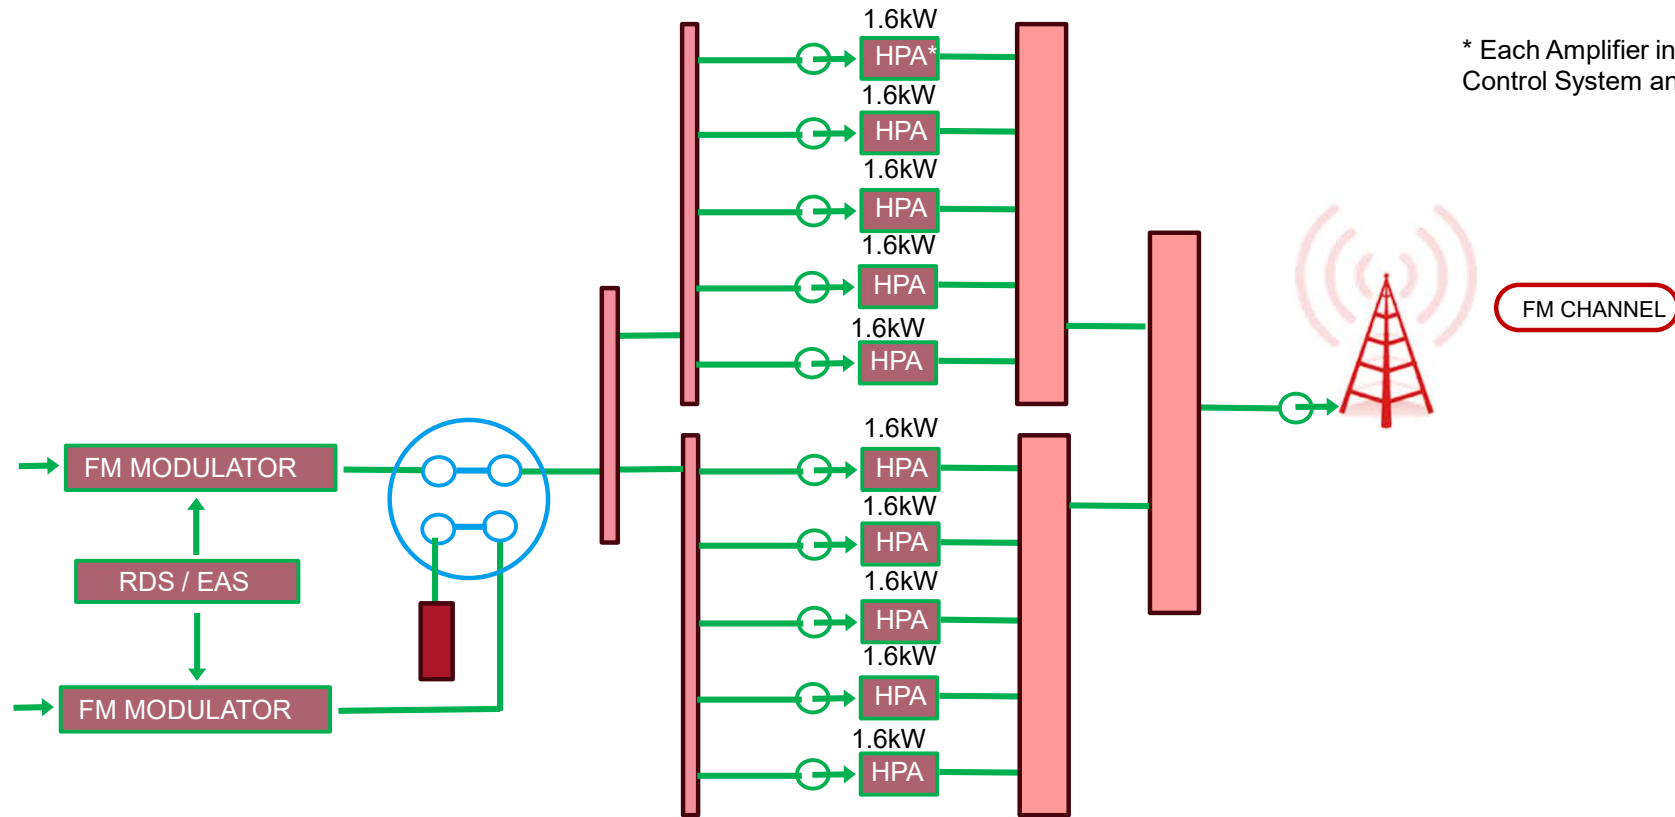 1.6kW
HPA*
1.6kW
HPA
1.6kW
HPA
1.6kW
HPA
1.6kW
HPA
* Each Amplifier in
Control System an
FM CHANNEL
1.6kW
HPA
1.6kW
HPA
1.6kW
HPA
1.6kW
HPA
1.6kW
HPA
FM MODULATOR
RDS / EAS
FM MODULATOR